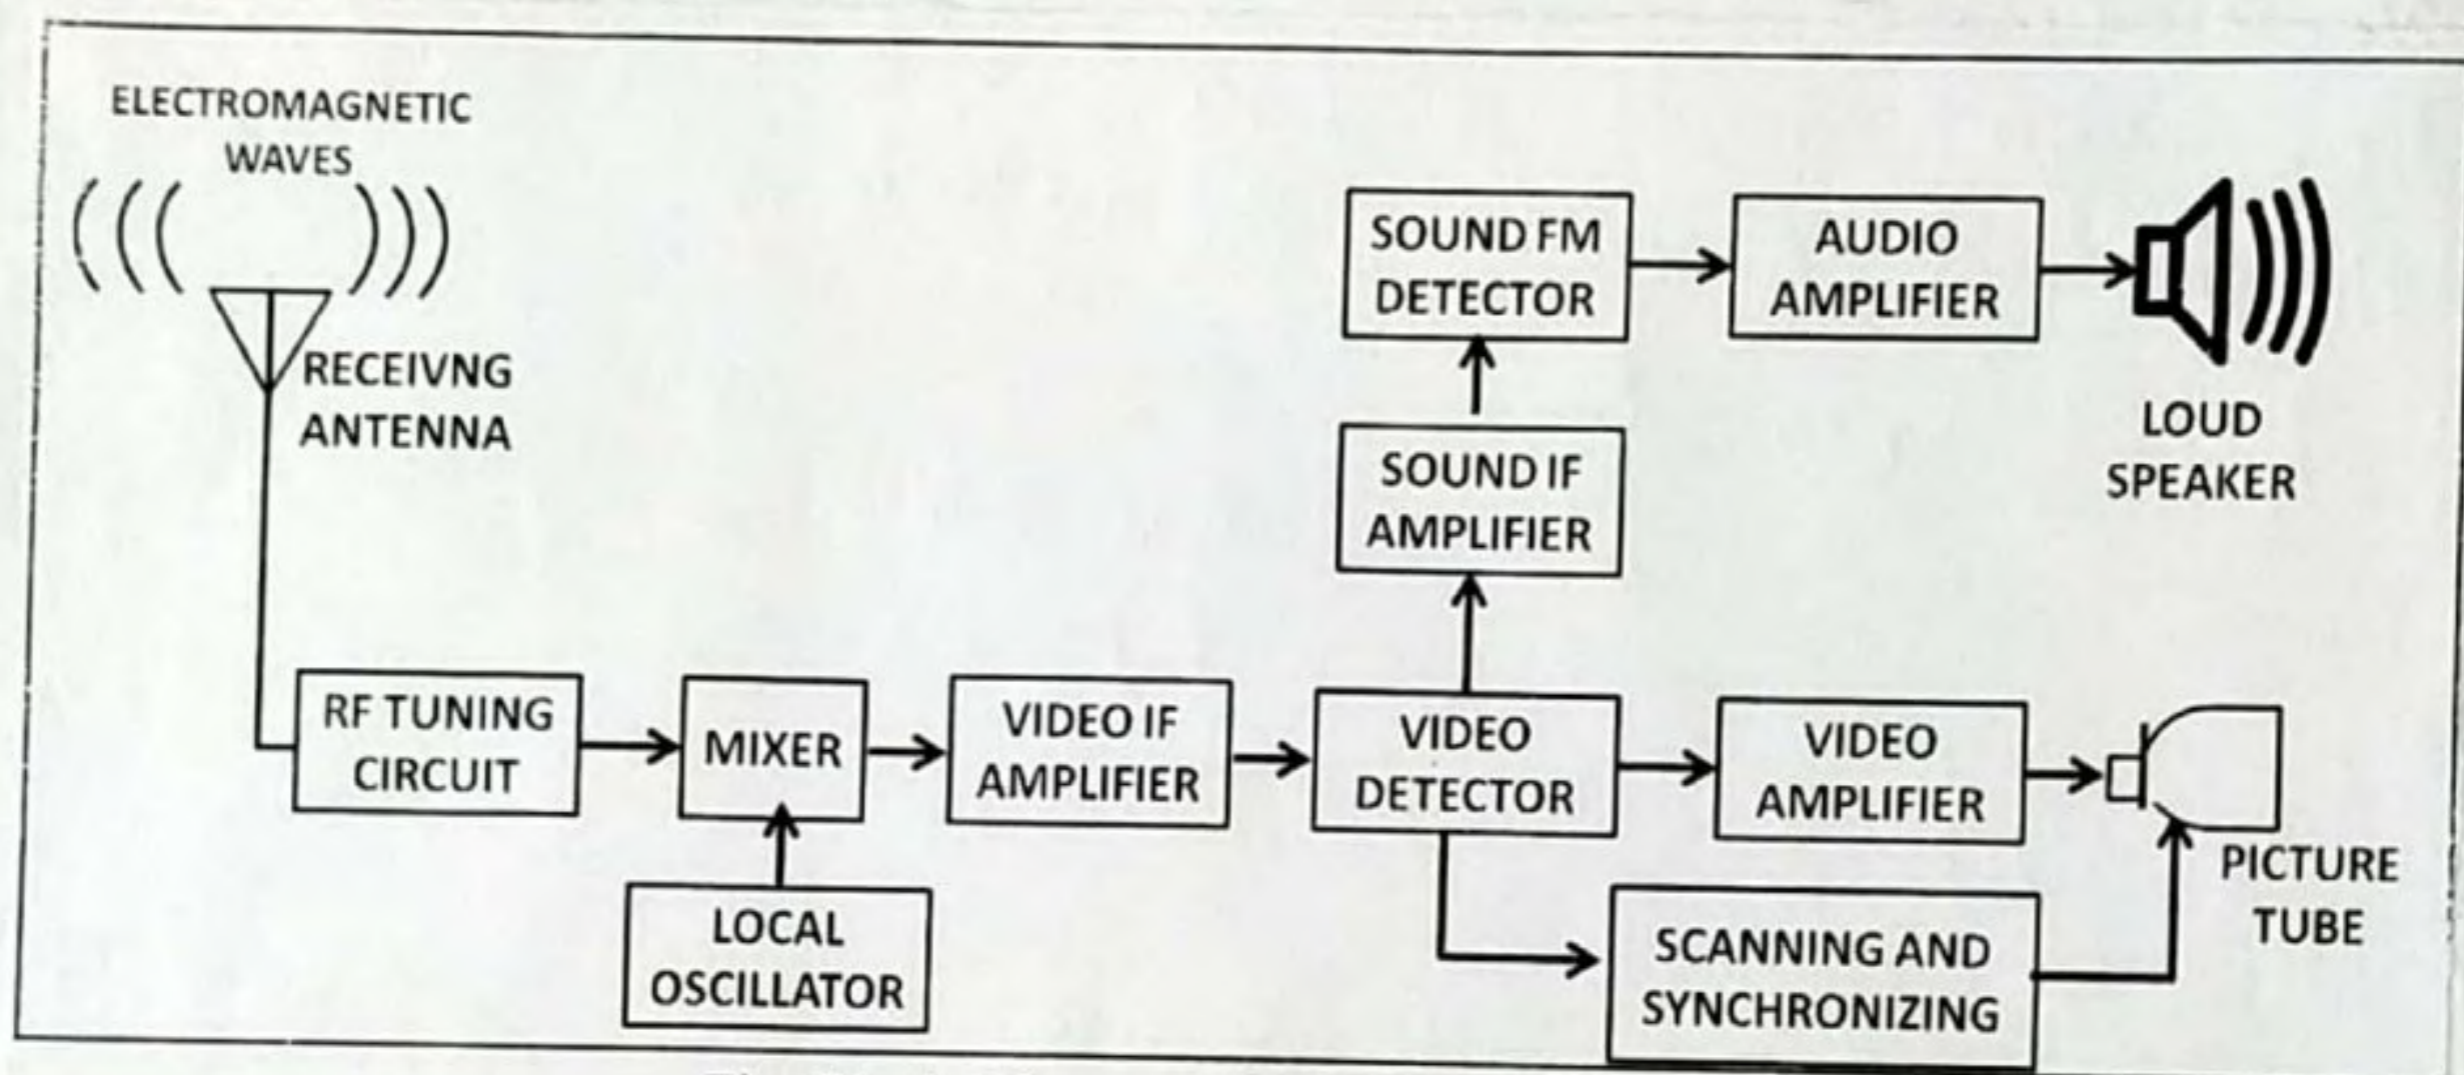 ELECTROMAGNETIC
WAVES
RECEIVNG
ANTENNA
SOUND FM
DETECTOR
AUDIO
AMPLIFIER
LOUD
SPEAKER
SOUND IF
AMPLIFIER
RF TUNING
CIRCUIT
MIXER
VIDEO IF
AMPLIFIER
VIDEO
DETECTOR
VIDEO
AMPLIFIER
PICTURE
TUBE
LOCAL
OSCILLATOR
SCANNING AND
SYNCHRONIZING